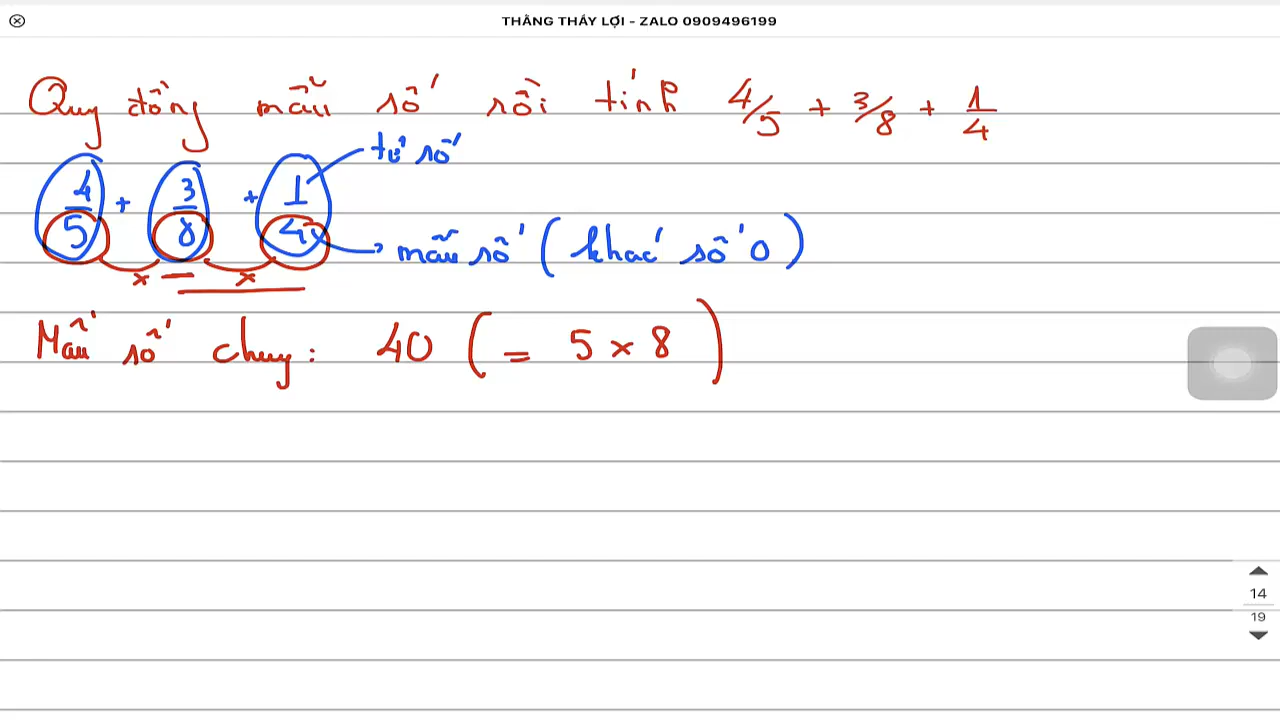 THẦNG THẦY LỢI - ZALO 0909496199
Quy đồng mẫu số rồi tính 4/5 + 3/8 + 1/4
4/5 + 3/8 + 1/4
tử số
mẫu số (khác số 0)
x x
Mẫu số chung: 40 (= 5 x 8)
14
19